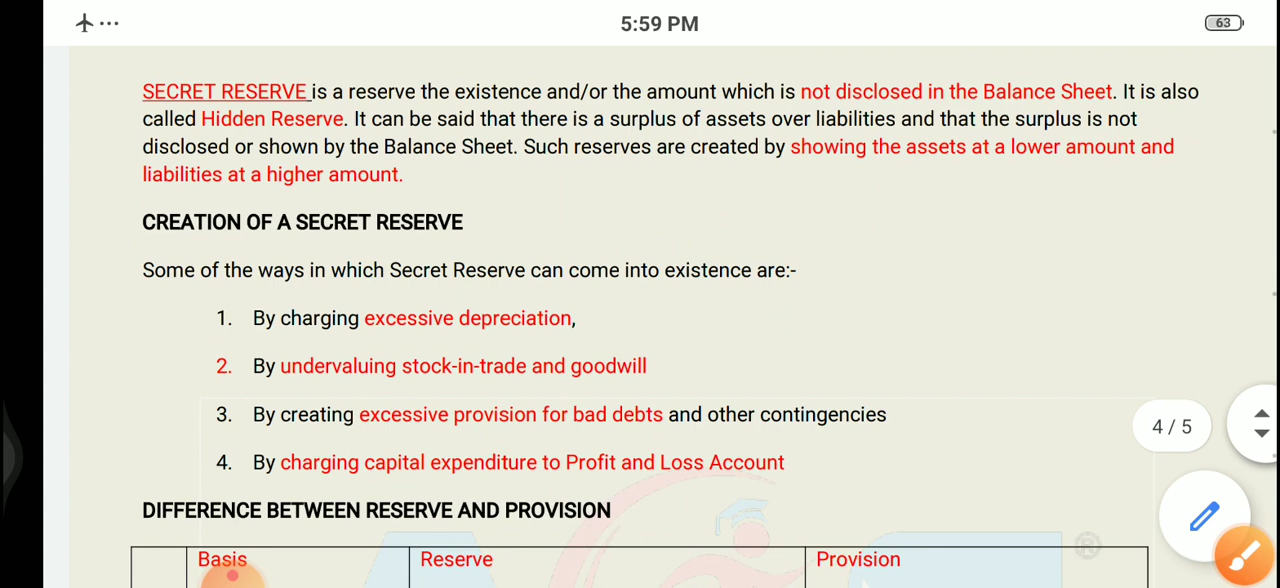 5:59 PM
63
SECRET RESERVE is a reserve the existence and/or the amount which is not disclosed in the Balance Sheet. It is also
called Hidden Reserve. It can be said that there is a surplus of assets over liabilities and that the surplus is not
disclosed or shown by the Balance Sheet. Such reserves are created by showing the assets at a lower amount and
liabilities at a higher amount.
CREATION OF A SECRET RESERVE
Some of the ways in which Secret Reserve can come into existence are:-
1. By charging excessive depreciation,
2. By undervaluing stock-in-trade and goodwill
3. By creating excessive provision for bad debts and other contingencies
4 / 5
4. By charging capital expenditure to Profit and Loss Account
DIFFERENCE BETWEEN RESERVE AND PROVISION
®
Basis Reserve Provision